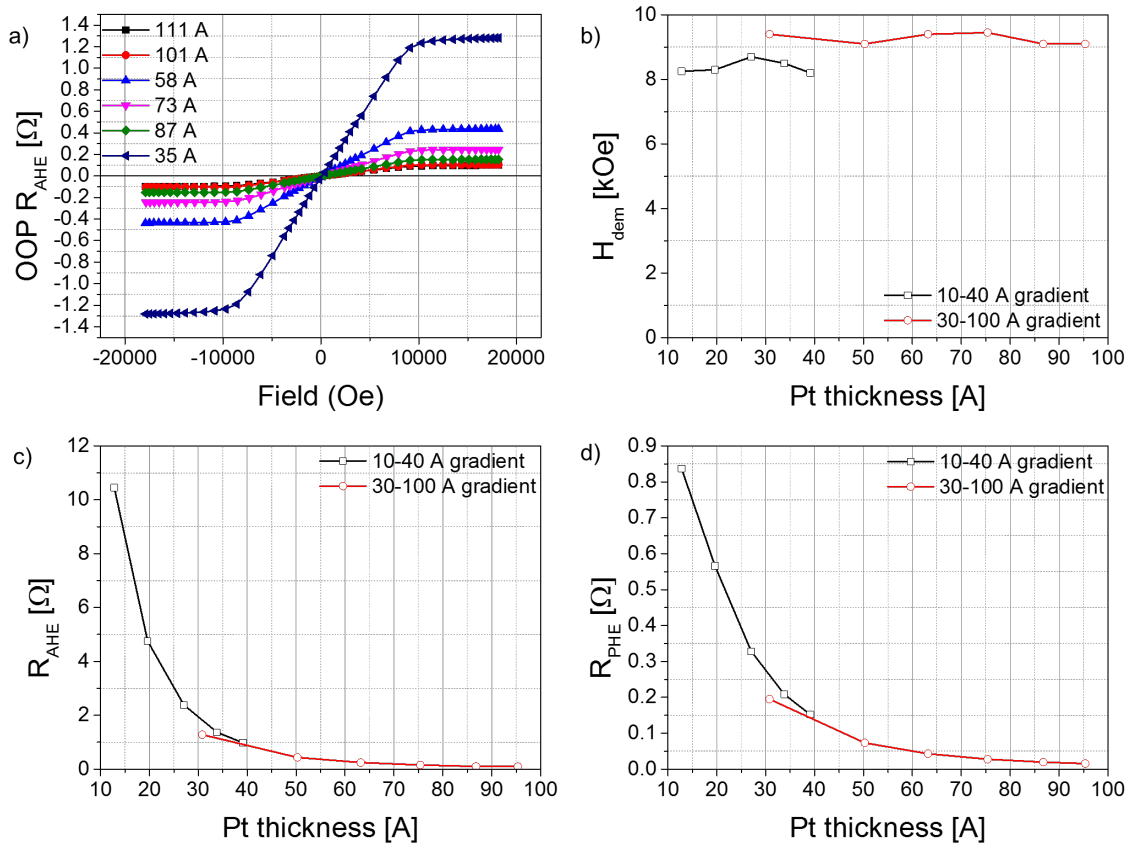 a)
OOP R_AHE [Ω]
1.4
1.2
1.0
0.8
0.6
0.4
0.2
0.0
-0.2
-0.4
-0.6
-0.8
-1.0
-1.2
-1.4
111 A
101 A
58 A
73 A
87 A
35 A
-20000 -10000 0 10000 20000
Field (Oe)
b)
H_dem [kOe]
10
8
6
4
2
0
10-40 A gradient
30-100 A gradient
10 20 30 40 50 60 70 80 90 100
Pt thickness [A]
c)
R_AHE [Ω]
12
10
8
6
4
2
0
10-40 A gradient
30-100 A gradient
10 20 30 40 50 60 70 80 90 100
Pt thickness [A]
d)
R_PHE [Ω]
0.9
0.8
0.7
0.6
0.5
0.4
0.3
0.2
0.1
0.0
10-40 A gradient
30-100 A gradient
10 20 30 40 50 60 70 80 90 100
Pt thickness [A]